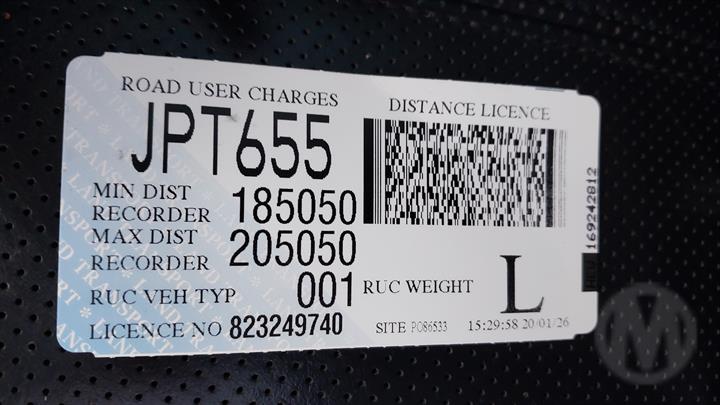 ROAD USER CHARGES
JPT655
DISTANCE LICENCE
MIN DIST
RECORDER 185050
MAX DIST
RECORDER 205050
RUC VEH TYP 001
RUC WEIGHT L
LICENCE NO 823249740
SITE PO86533 15:29:58 20/01/26
169242812
M